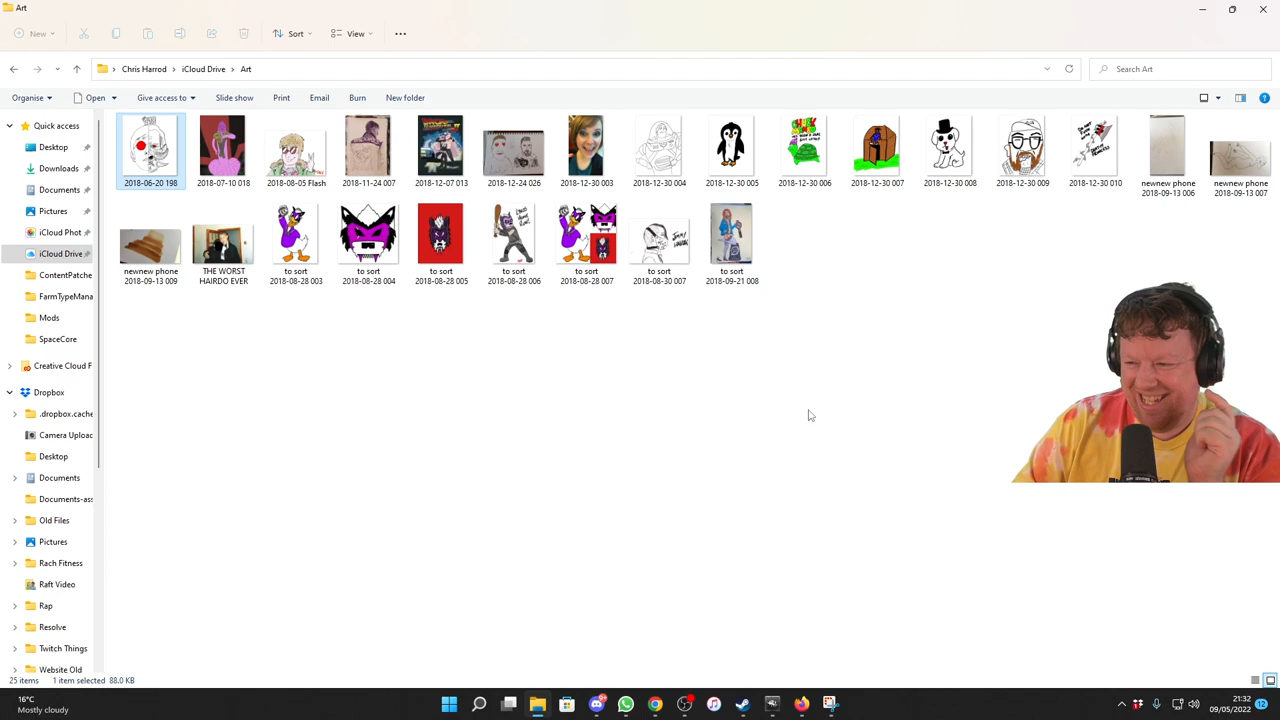 Art
New
Sort
View
Chris Harrod
iCloud Drive
Art
Search Art
Organise
Open
Give access to
Slide show
Print
Email
Burn
New folder
Quick access
Desktop
Downloads
Documents
Pictures
iCloud Phot
iCloud Drive
ContentPatche
FarmTypeMana
Mods
SpaceCore
Creative Cloud F
Dropbox
.dropbox.cache
Camera Upload
Desktop
Documents
Documents-ass
Old Files
Pictures
Rach Fitness
Raft Video
Rap
Resolve
Twitch Things
Website Old
2018-06-20 198
2018-07-10 018
2018-08-05 Flash
2018-11-24 007
2018-12-07 013
2018-12-24 026
2018-12-30 003
2018-12-30 004
2018-12-30 005
2018-12-30 006
2018-12-30 007
2018-12-30 008
2018-12-30 009
2018-12-30 010
newnew phone
2018-09-13 006
newnew phone
2018-09-13 007
newnew phone
2018-09-13 009
THE WORST
HAIRDO EVER
to sort
2018-08-28 003
to sort
2018-08-28 004
to sort
2018-08-28 005
to sort
2018-08-28 006
to sort
2018-08-28 007
to sort
2018-08-30 007
to sort
2018-09-21 008
25 items
1 item selected 88.0 KB
16°C
Mostly cloudy
21:32
09/05/2022
12